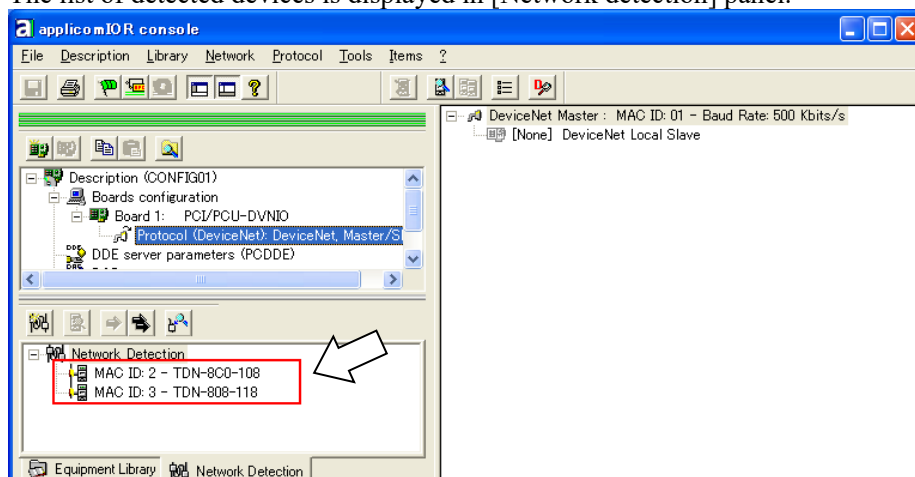 The list of detected devices is displayed in [Network detection] panel.
applicomIOR console
File Description Library Network Protocol Tools Items ?
DeviceNet Master : MAC ID: 01 - Baud Rate: 500 Kbits/s
[None] DeviceNet Local Slave
Description (CONFIG01)
Boards configuration
Board 1: PCI/PCU-DVNIO
Protocol (DeviceNet): DeviceNet, Master/Sl
DDE server parameters (PCDDE)
Network Detection
MAC ID: 2 - TDN-8C0-108
MAC ID: 3 - TDN-808-118
Equipment Library Network Detection